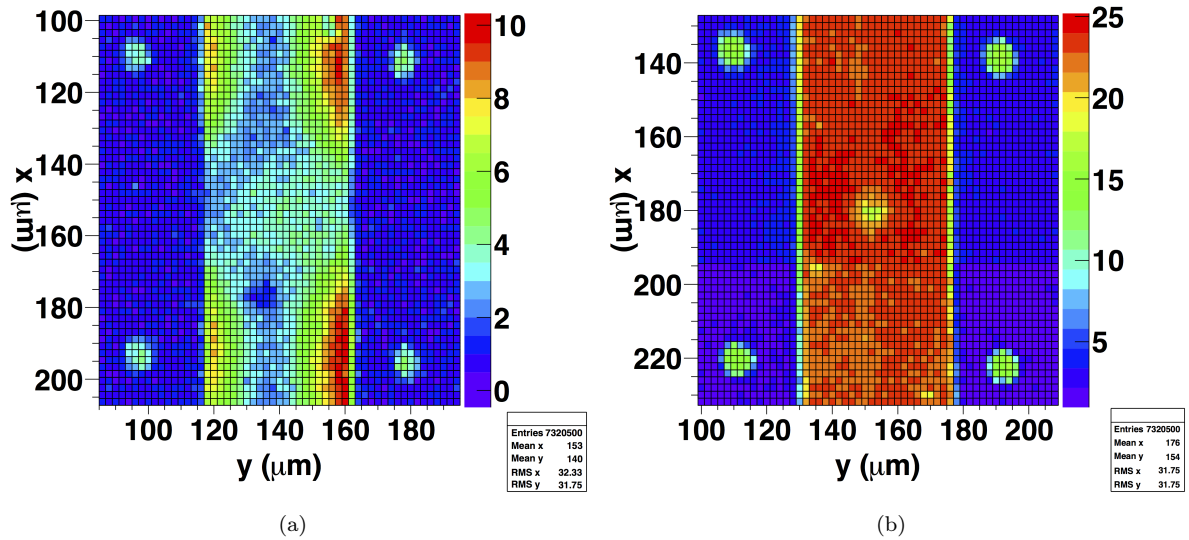 100
120
140
160
180
200
x (μm)
100 120 140 160 180
y (μm)
10
8
6
4
2
0
Entries 7320500
Mean x 153
Mean y 140
RMS x 32.33
RMS y 31.75
(a)
140
160
180
200
220
x (μm)
100 120 140 160 180 200
y (μm)
25
20
15
10
5
Entries 7320500
Mean x 176
Mean y 154
RMS x 31.75
RMS y 31.75
(b)